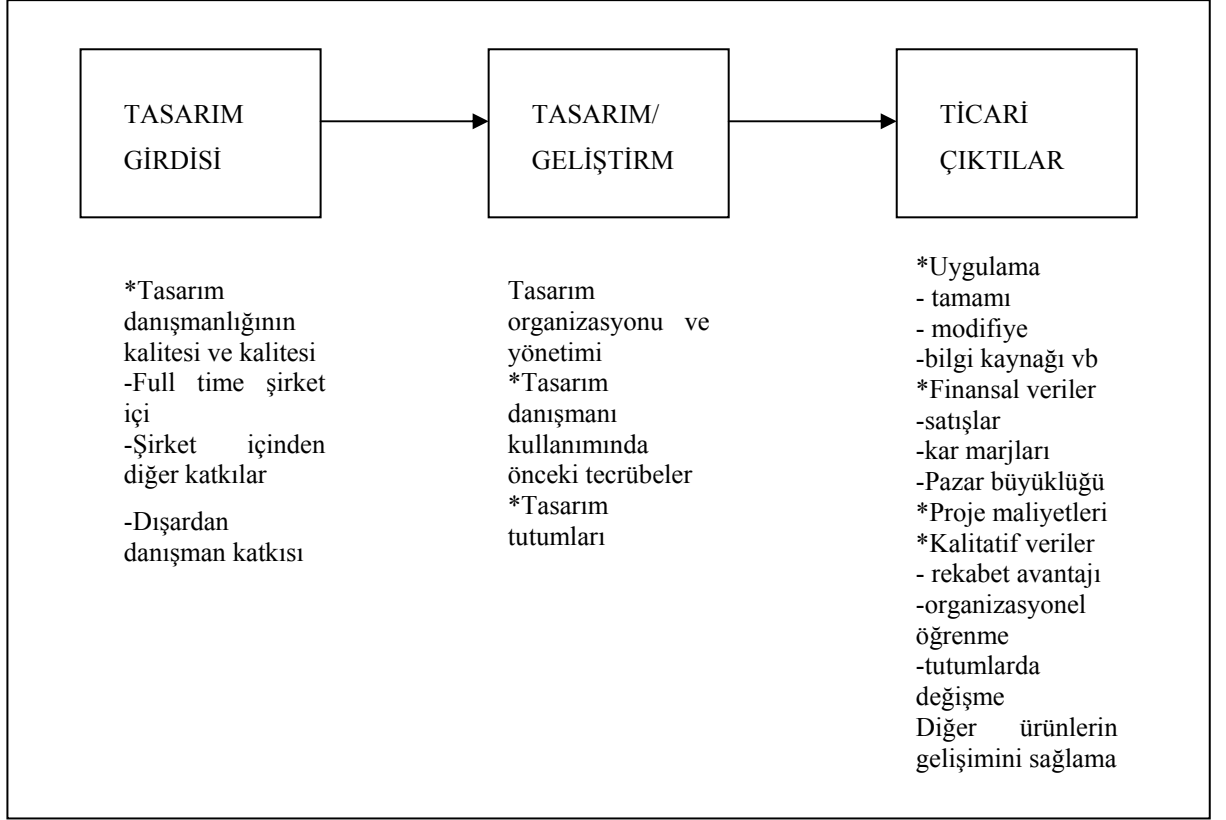 TASARIM
GİRDİSİ
TASARIM/
GELİŞTİRM
TİCARİ
ÇIKTILAR
*Tasarım
danışmanlığının
kalitesi ve kalitesi
-Full time şirket
içi
-Şirket içinden
diğer katkılar
-Dışardan
danışman katkısı
Tasarım
organizasyonu ve
yönetimi
*Tasarım
danışmanı
kullanımında
önceki tecrübeler
*Tasarım
tutumları
*Uygulama
- tamamı
- modifiye
-bilgi kaynağı vb
*Finansal veriler
-satışlar
-kar marjları
-Pazar büyüklüğü
*Proje maliyetleri
*Kalitatif veriler
- rekabet avantajı
-organizasyonel
öğrenme
-tutumlarda
değişme
Diğer ürünlerin
gelişimini sağlama